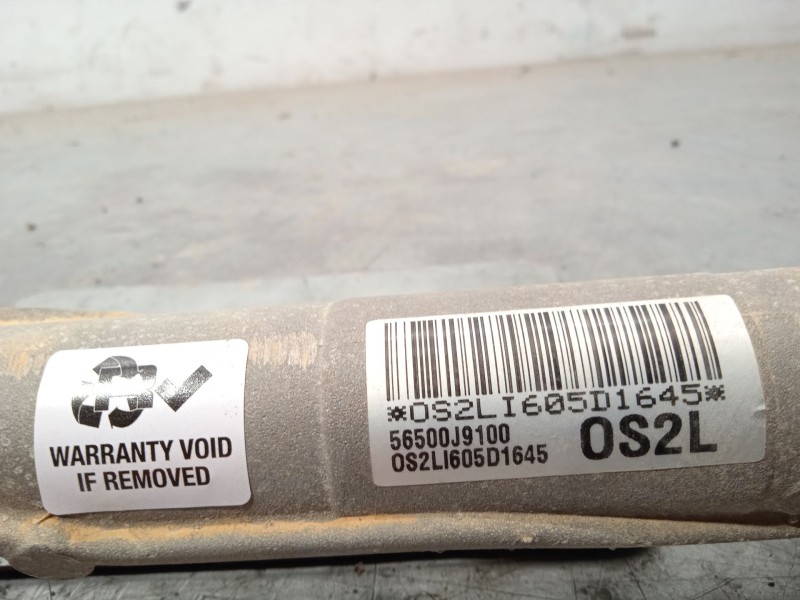 WARRANTY VOID
IF REMOVED
*OS2LI605D1645*
56500J9100
OS2LI605D1645
OS2L